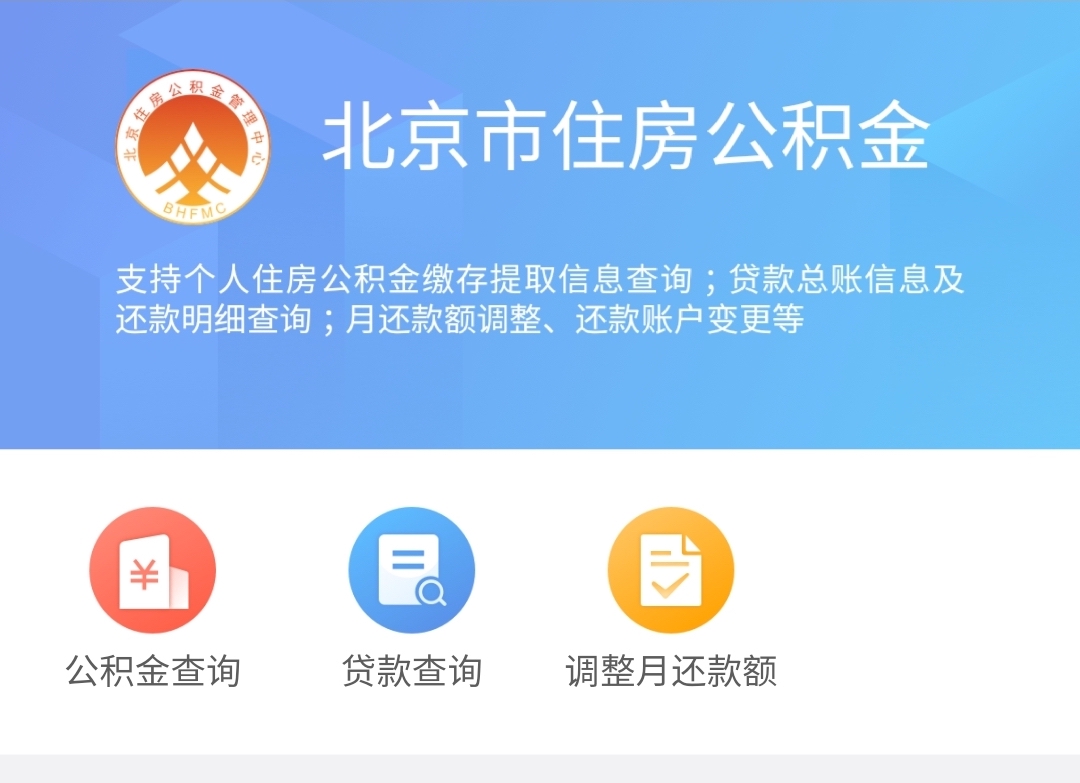 北京住房公积金管理中心
BHFMC
北京市住房公积金
支持个人住房公积金缴存提取信息查询；贷款总账信息及
还款明细查询；月还款额调整、还款账户变更等
¥
公积金查询
贷款查询
调整月还款额